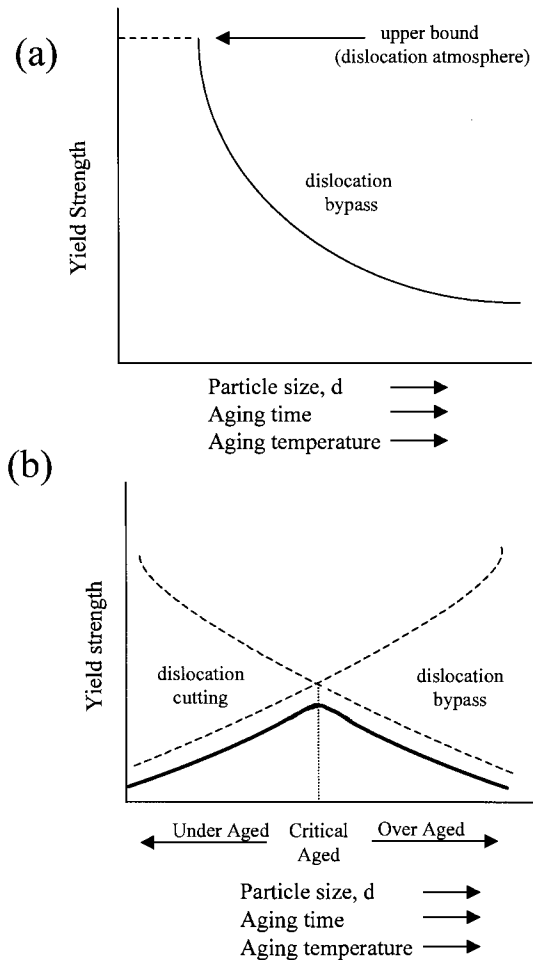 (a)
upper bound
(dislocation atmosphere)
Yield Strength
dislocation
bypass
Particle size, d
Aging time
Aging temperature
(b)
Yield strength
dislocation
cutting
dislocation
bypass
Under Aged
Critical
Aged
Over Aged
Particle size, d
Aging time
Aging temperature